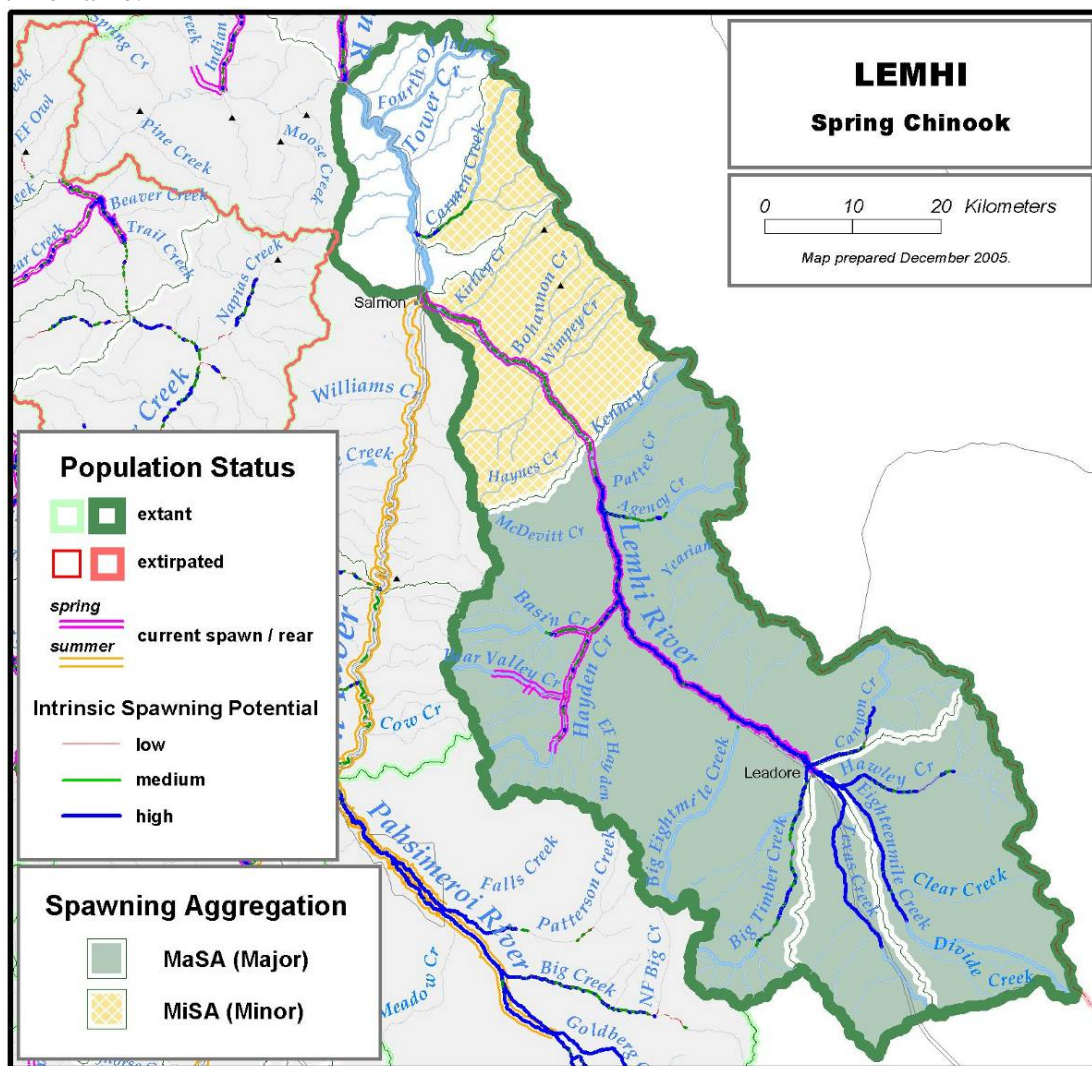 LEMHI
Spring Chinook
0 10 20 Kilometers
Map prepared December 2005.
Spring Cr
Creek
Indian
Fourth Of July Cr
Tower Cr
EF Owl
Pine Creek
Moose Creek
Carmen Creek
Beaver Creek
Trail Creek
Creek
Napias Creek
Kirtley Cr
Bohannon Cr
Wimpey Cr
Salmon
Williams Cr
Creek
Creek
Kenney Cr
Haynes Cr
Pattee Cr
Agency Cr
McDevitt Cr
Lemhi River
Yearian
Basin Cr
Bear Valley Cr
Hayden Cr
EF Hayden
Cow Cr
Canyon Cr
Leadore
Hawley Cr
Big Eightmile Creek
Eighteenmile Creek
Texas Creek
Big Timber Creek
Clear Creek
Divide
Creek
Pahsimeroi River
Falls Creek
Patterson Creek
Big Creek
NF Big Cr
Meadow Cr
Goldberg
Population Status
extant
extirpated
spring
summer
current spawn / rear
Intrinsic Spawning Potential
low
medium
high
Spawning Aggregation
MaSA (Major)
MiSA (Minor)